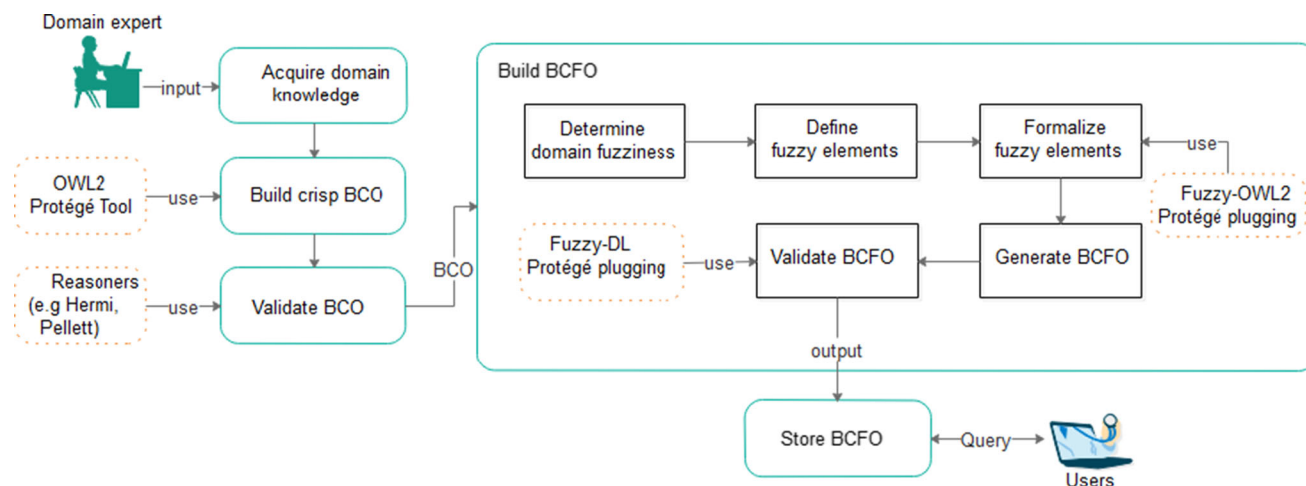 Domain expert
input
Acquire domain
knowledge
OWL2
Protégé Tool
use
Build crisp BCO
Reasoners
(e.g Hermi,
Pellett)
use
Validate BCO
BCO
Build BCFO
Determine
domain fuzziness
Define
fuzzy elements
Formalize
fuzzy elements
use
Fuzzy-OWL2
Protégé plugging
Fuzzy-DL
Protégé plugging
use
Validate BCFO
Generate BCFO
output
Store BCFO
Query
Users